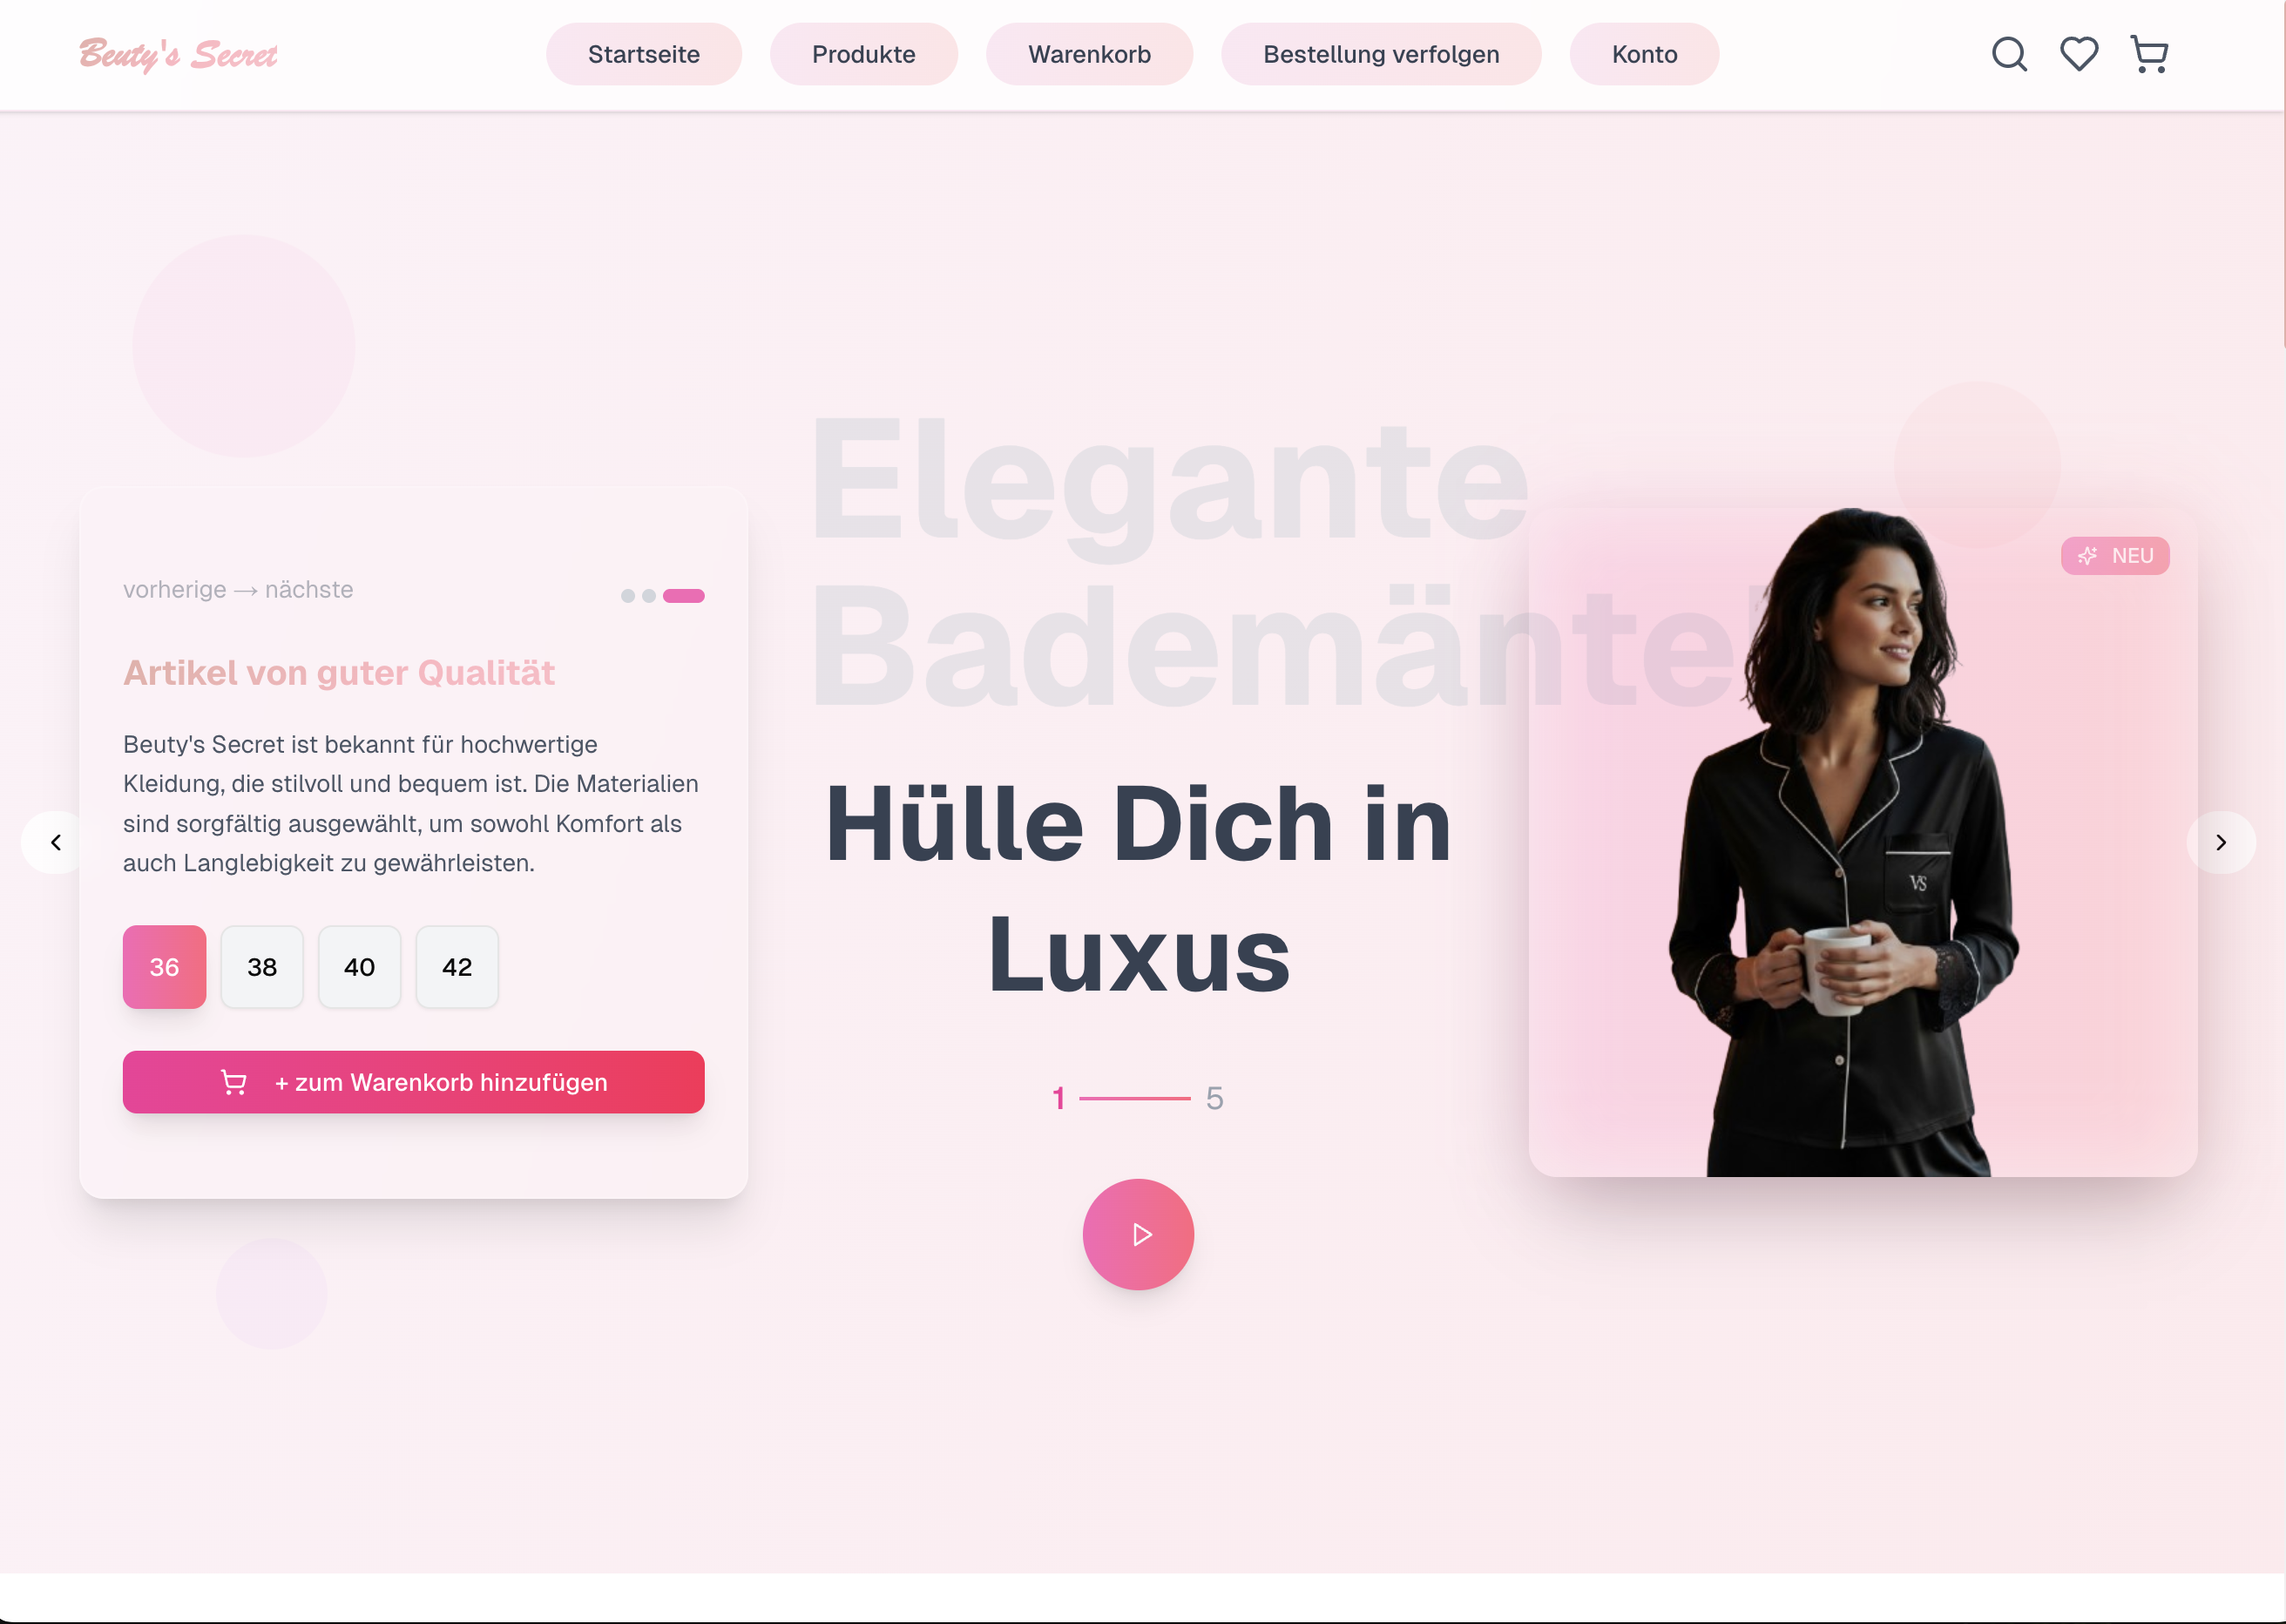 Beuty's Secret
Startseite
Produkte
Warenkorb
Bestellung verfolgen
Konto
vorherige → nächste
Artikel von guter Qualität
Beuty's Secret ist bekannt für hochwertige
Kleidung, die stilvoll und bequem ist. Die Materialien
sind sorgfältig ausgewählt, um sowohl Komfort als
auch Langlebigkeit zu gewährleisten.
36
38
40
42
+ zum Warenkorb hinzufügen
Elegante
Bademäntel
Hülle Dich in
Luxus
1
5
NEU
VS